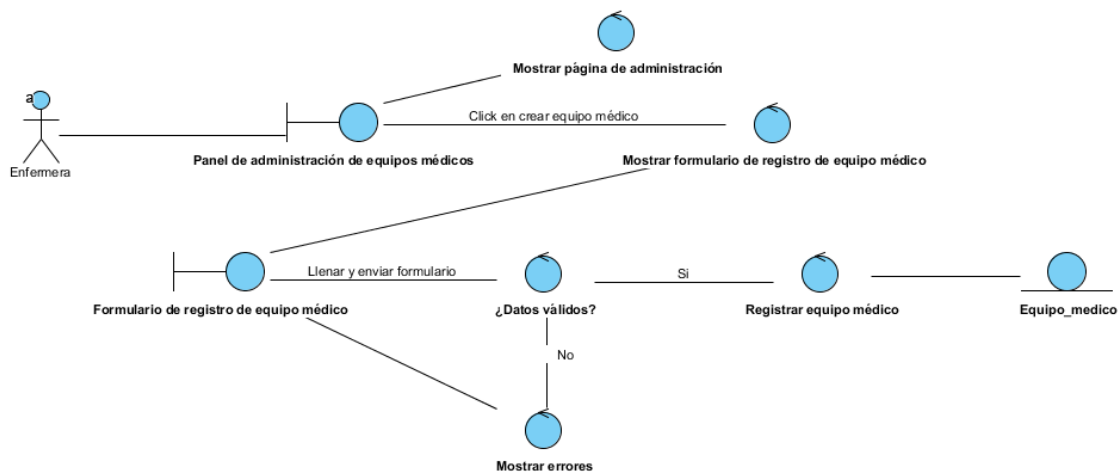 Mostrar página de administración
a
Click en crear equipo médico
Panel de administración de equipos médicos
Mostrar formulario de registro de equipo médico
Enfermera
Llenar y enviar formulario
Si
Formulario de registro de equipo médico
¿Datos válidos?
Registrar equipo médico
Equipo_medico
No
Mostrar errores